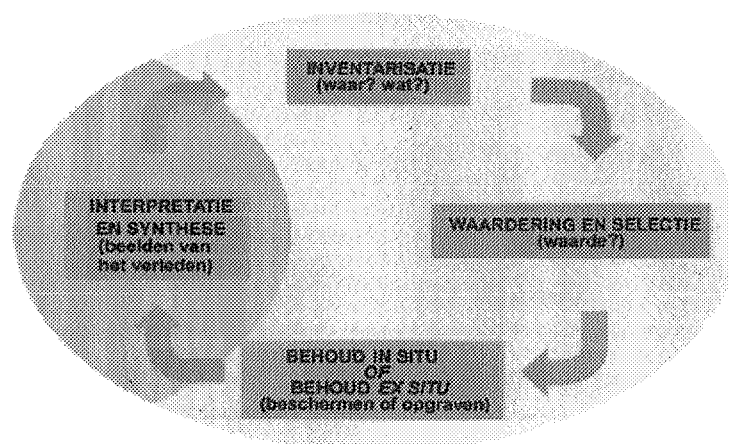 INVENTARISATIE
(waar? wat?)
WAARDERING EN SELECTIE
(waarde?)
BEHOUD IN SITU
OF
BEHOUD EX SITU
(beschermen of opgraven)
INTERPRETATIE
EN SYNTHESE
(beelden van
het verleden)